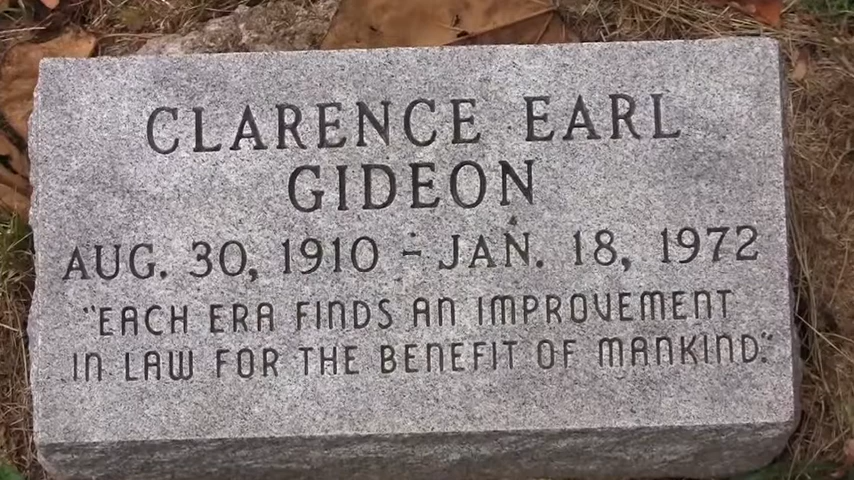 CLARENCE EARL
GIDEON
AUG. 30, 1910 - JAN. 18, 1972
"EACH ERA FINDS AN IMPROVEMENT
IN LAW FOR THE BENEFIT OF MANKIND."